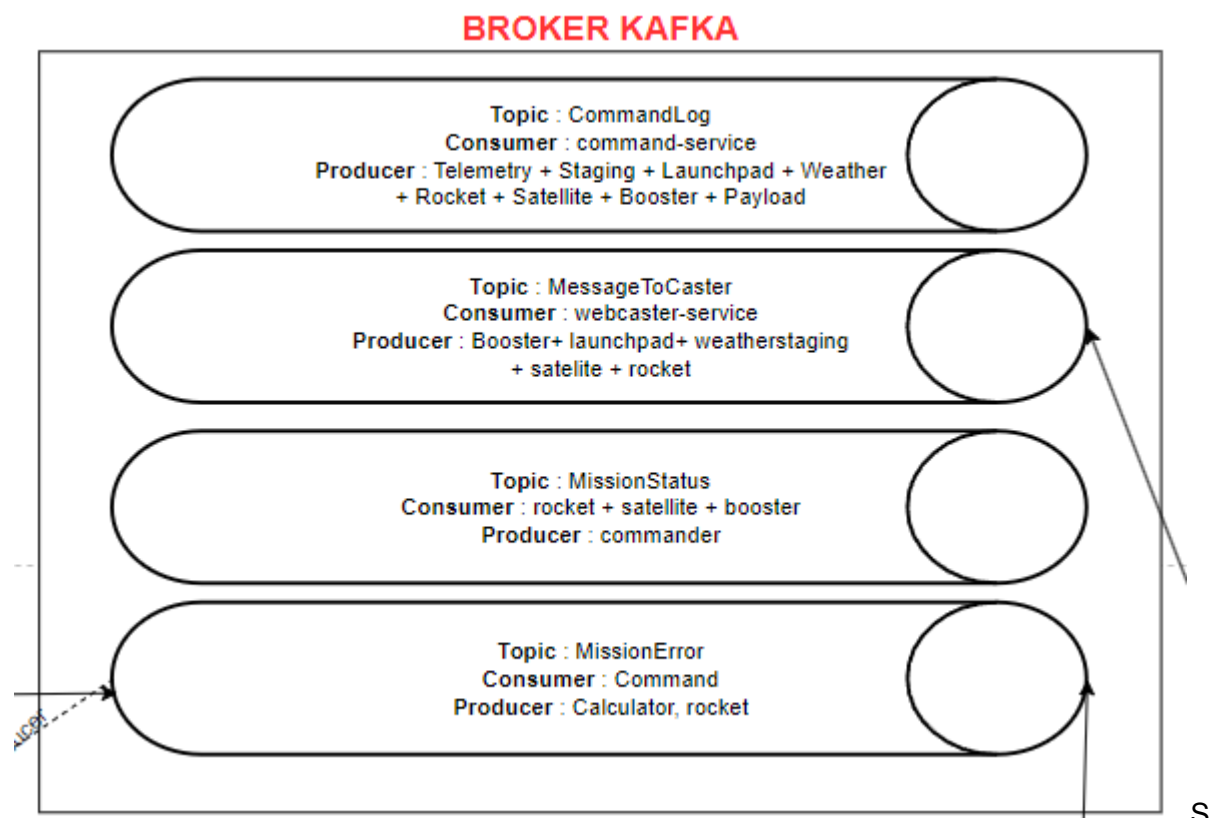 BROKER KAFKA
Topic : CommandLog
Consumer : command-service
Producer : Telemetry + Staging + Launchpad + Weather
+ Rocket + Satellite + Booster + Payload
Topic : MessageToCaster
Consumer : webcaster-service
Producer : Booster+ launchpad+ weatherstaging
+ satelite + rocket
Topic : MissionStatus
Consumer : rocket + satellite + booster
Producer : commander
Topic : MissionError
Consumer : Command
Producer : Calculator, rocket
ucer
S